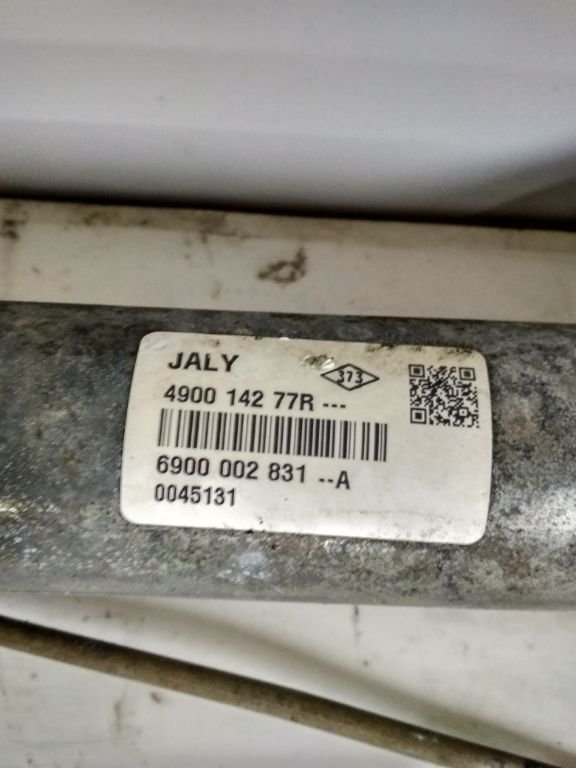 JALY
373
4900 142 77R ---
6900 002 831 --A
0045131